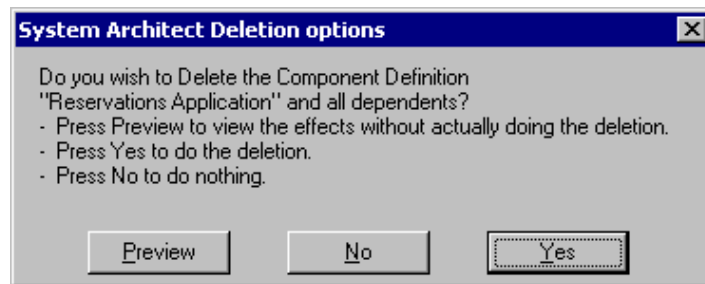 System Architect Deletion options
Do you wish to Delete the Component Definition
"Reservations Application" and all dependents?
- Press Preview to view the effects without actually doing the deletion.
- Press Yes to do the deletion.
- Press No to do nothing.
Preview No Yes